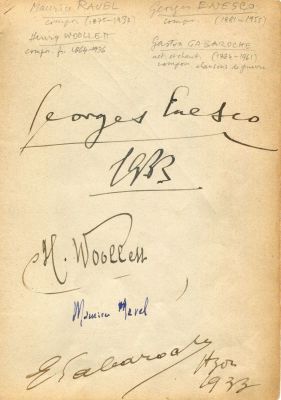 Maurice RAVEL
compos. (1875-1937)
Henry WOOLLETT
compos. fr. 1864-1936
Georges ENESCO
compos. (1881-1955)
Gaston GABAROCHE
act. et chant. (1884-1961)
compos chansons de
Georges Enesco
1933
H. Woollett
Maurice Ravel
G Gabaroche
1933